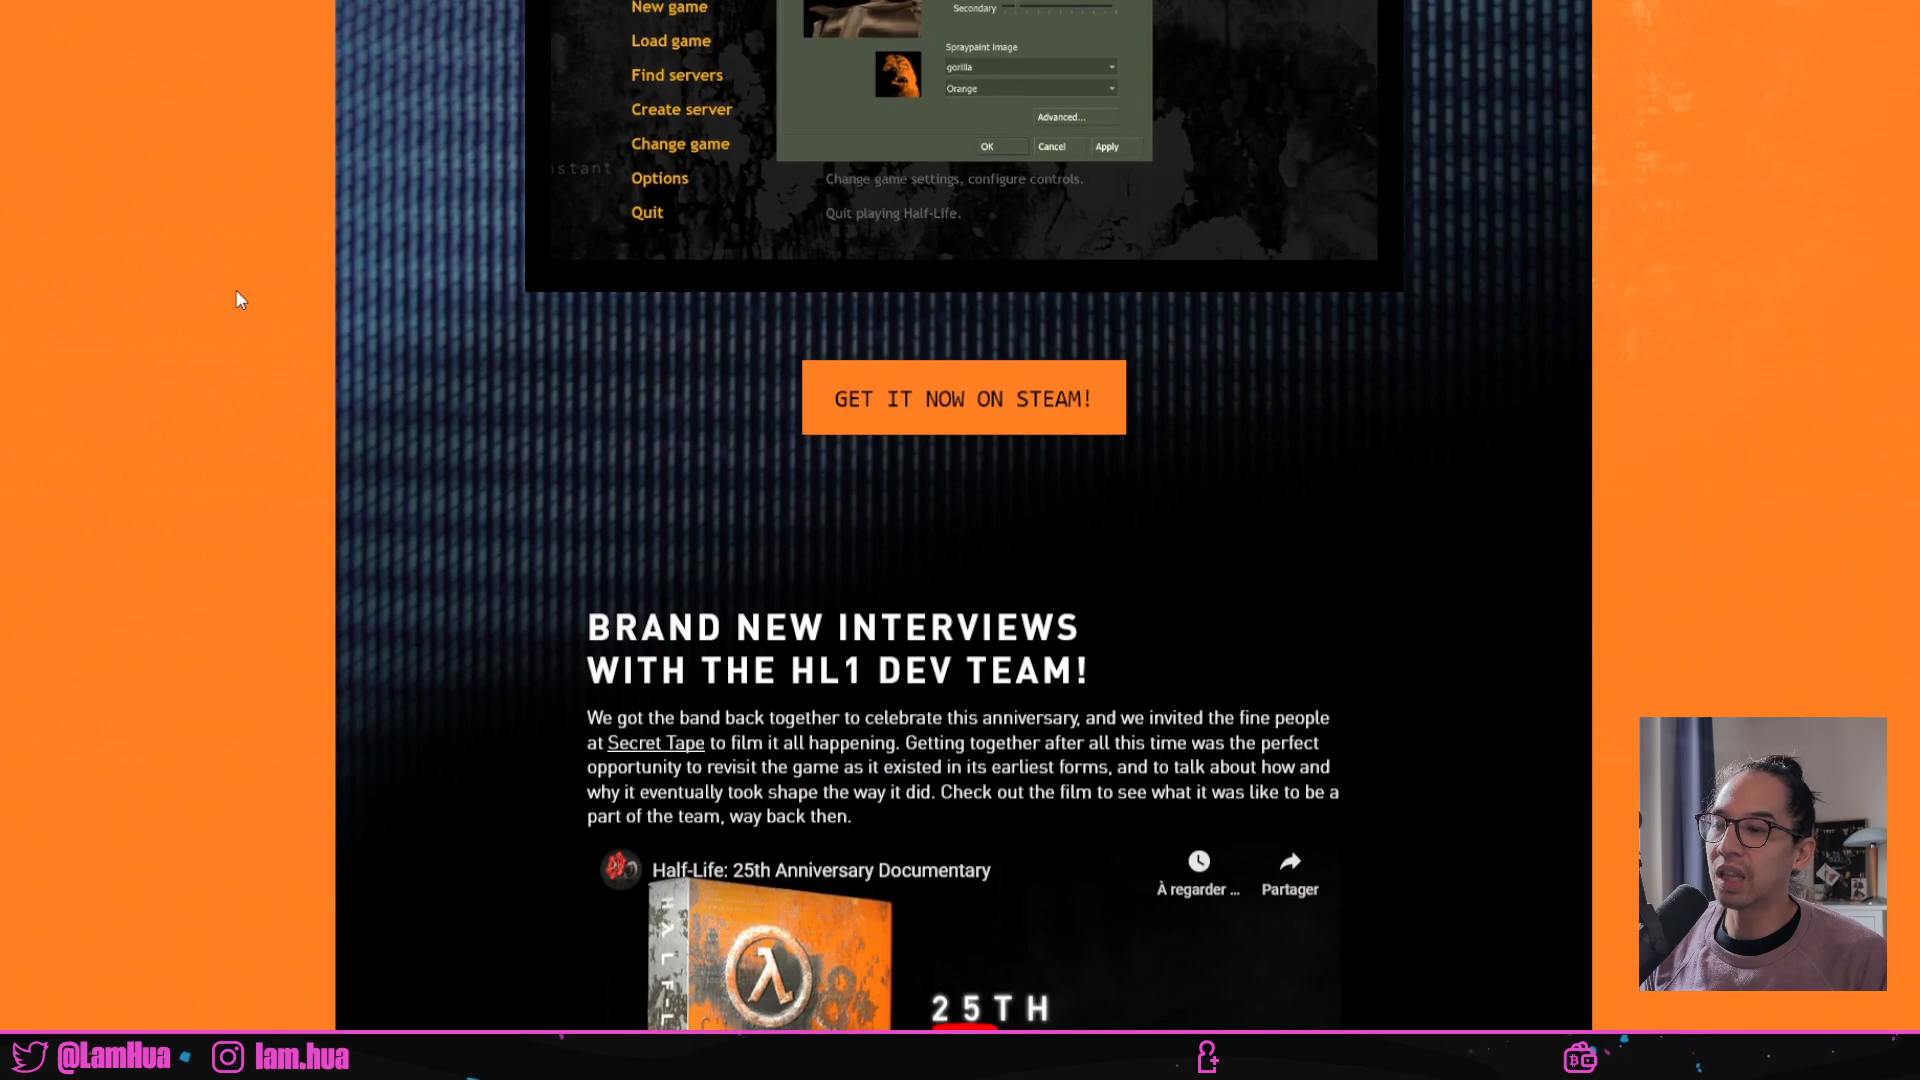 New game
Load game
Find servers
Create server
Change game
Options
Quit
Secondary
Spraypaint image
gorilla
Orange
Advanced...
OK
Cancel
Apply
Change game settings, configure controls.
Quit playing Half-Life.
nstant
GET IT NOW ON STEAM!
BRAND NEW INTERVIEWS
WITH THE HL1 DEV TEAM!
We got the band back together to celebrate this anniversary, and we invited the fine people
at Secret Tape to film it all happening. Getting together after all this time was the perfect
opportunity to revisit the game as it existed in its earliest forms, and to talk about how and
why it eventually took shape the way it did. Check out the film to see what it was like to be a
part of the team, way back then.
Half-Life: 25th Anniversary Documentary
À regarder ...
Partager
HALF-L
25TH
@LamHua
lam.hua